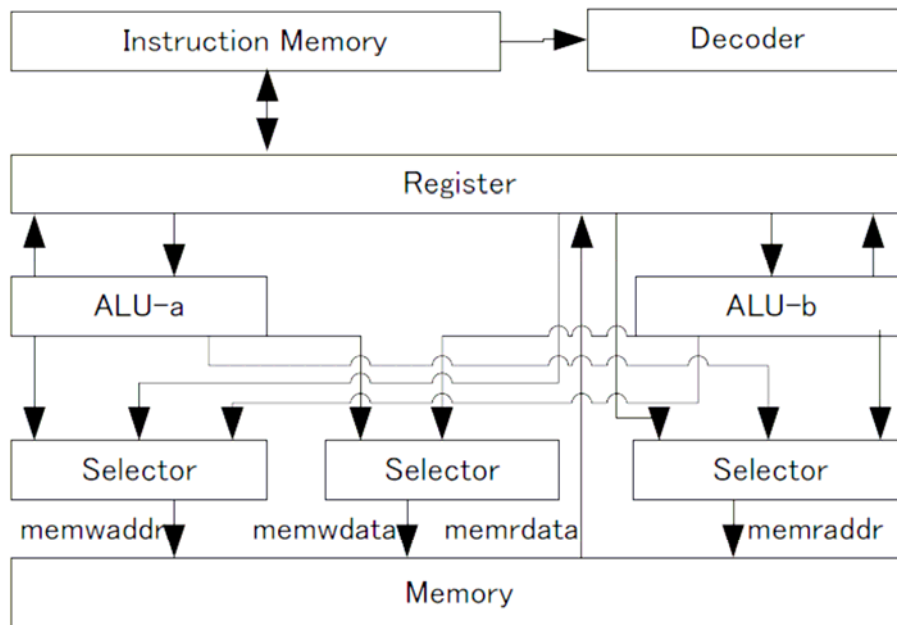 Instruction Memory
Decoder
Register
ALU-a
ALU-b
Selector
Selector
Selector
memwaddr
memwdata
memrdata
memraddr
Memory